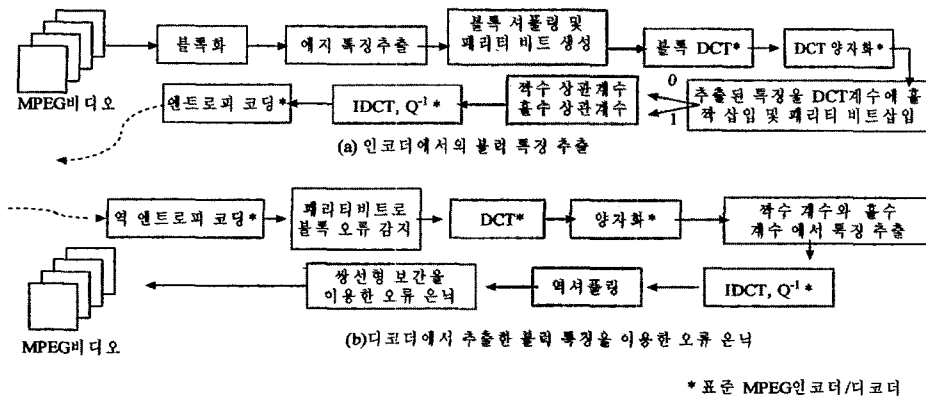 블록화
에지 특징추출
블록 셔플링 및
패리티 비트 생성
블록 DCT*
DCT 양자화*
MPEG비디오
엔트로피 코딩*
IDCT, Q⁻¹ *
짝수 상관계수
홀수 상관계수
0
1
추출된 특징을 DCT계수에 홀
짝 삽입 및 패리티 비트삽입
(a) 인코더에서의 블럭 특징 추출
역 엔트로피 코딩*
패리티비트로
블록 오류 감지
DCT*
양자화*
짝수 계수와 홀수
계수에서 특징 추출
쌍선형 보간을
이용한 오류 은닉
역셔플링
IDCT, Q⁻¹ *
MPEG비디오
(b)디코더에서 추출한 블럭 특징을 이용한 오류 은닉
* 표준 MPEG인코더/디코더